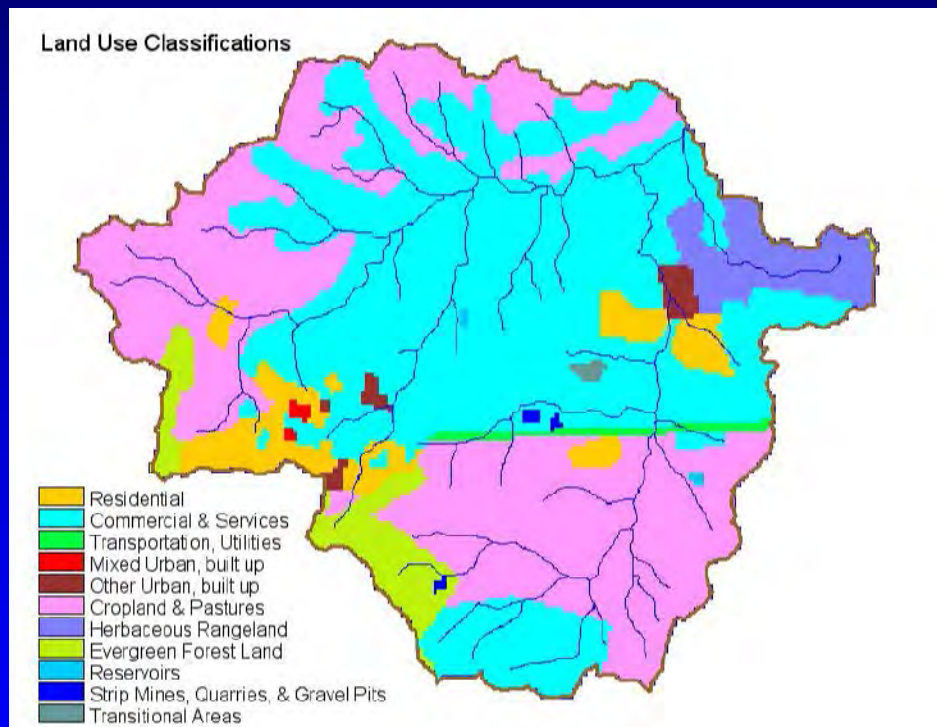 Land Use Classifications
Residential
Commercial & Services
Transportation, Utilities
Mixed Urban, built up
Other Urban, built up
Cropland & Pastures
Herbaceous Rangeland
Evergreen Forest Land
Reservoirs
Strip Mines, Quarries, & Gravel Pits
Transitional Areas